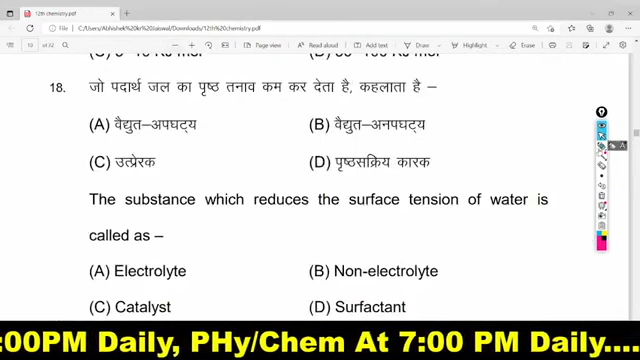 12th chemistry.pdf
File C:/Users/Abhishek%20kr%20Jaiswal/Downloads/12th%20chemistry.pdf
of 32 Page view Read aloud Add text Draw Highlight Erase
18. जो पदार्थ जल का पृष्ठ तनाव कम कर देता है, कहलाता है –
(A) वैद्युत–अपघट्य (B) वैद्युत–अनपघट्य
(C) उत्प्रेरक (D) पृष्ठसक्रिय कारक
The substance which reduces the surface tension of water is
called as –
(A) Electrolyte (B) Non-electrolyte
(C) Catalyst (D) Surfactant
:00PM Daily, PHy/Chem At 7:00 PM Daily....